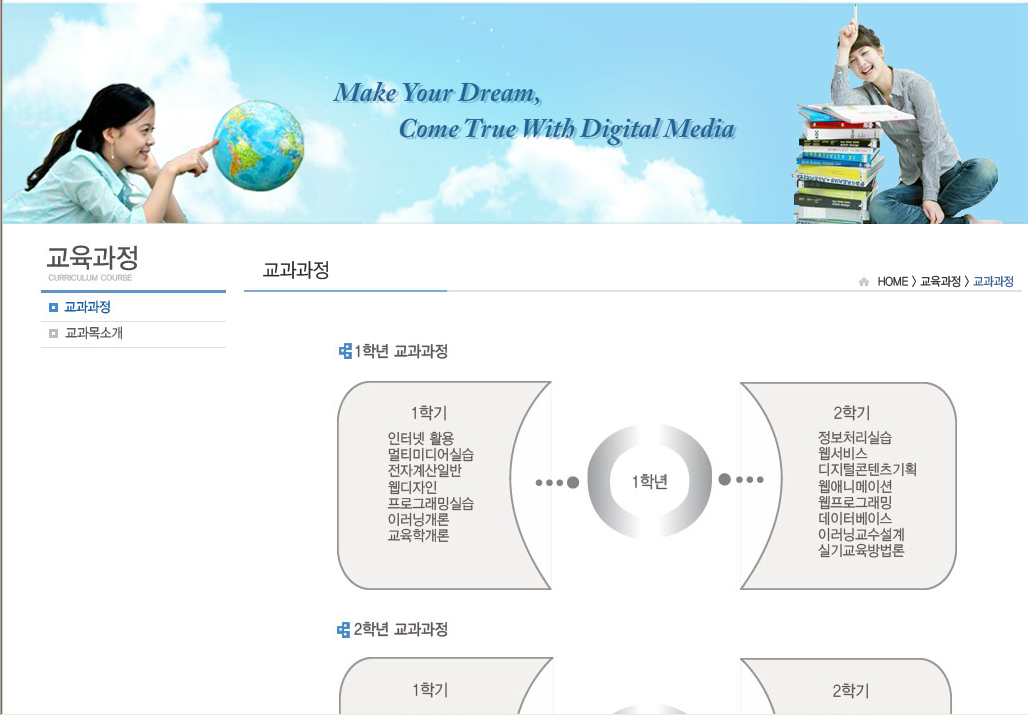 Make Your Dream,
Come True With Digital Media
교육과정
CURRICULUM COURSE
교과과정
교과목소개
교과과정
HOME > 교육과정 > 교과과정
1학년 교과과정
1학기
인터넷 활용
멀티미디어실습
전자계산일반
웹디자인
프로그래밍실습
이러닝개론
교육학개론
1학년
2학기
정보처리실습
웹서비스
디지털콘텐츠기획
웹애니메이션
웹프로그래밍
데이터베이스
이러닝교수설계
실기교육방법론
2학년 교과과정
1학기
2학기